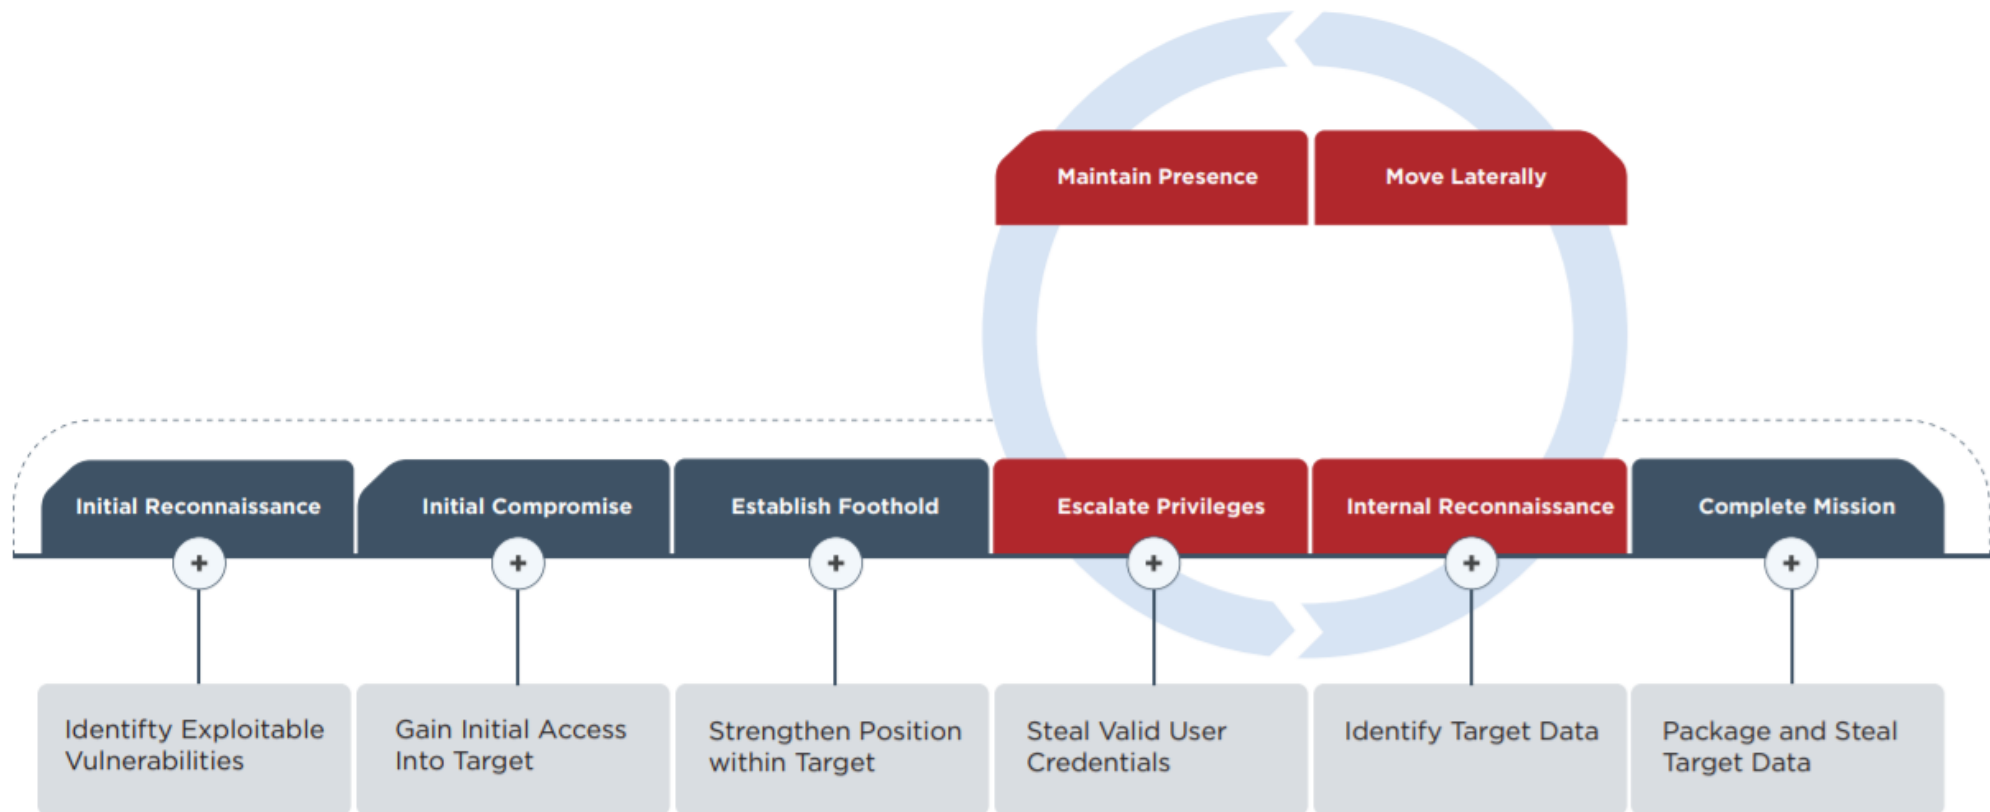 Maintain Presence
Move Laterally
Initial Reconnaissance
Initial Compromise
Establish Foothold
Escalate Privileges
Internal Reconnaissance
Complete Mission
Identifty Exploitable
Vulnerabilities
Gain Initial Access
Into Target
Strengthen Position
within Target
Steal Valid User
Credentials
Identify Target Data
Package and Steal
Target Data